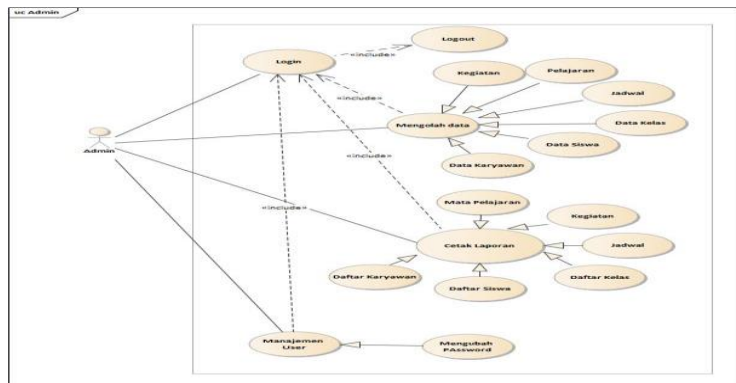 uc Admin
Logout
Login
«include»
Kegiatan
Pelajaran
Jadwal
«include»
Mengolah data
Data Kelas
Admin
Data Siswa
Data Karyawan
«include»
Mata Pelajaran
Kegiatan
«include»
Cetak Laporan
Jadwal
Daftar Karyawan
Daftar Kelas
Daftar Siswa
Manajemen
User
Mengubah
PAssword